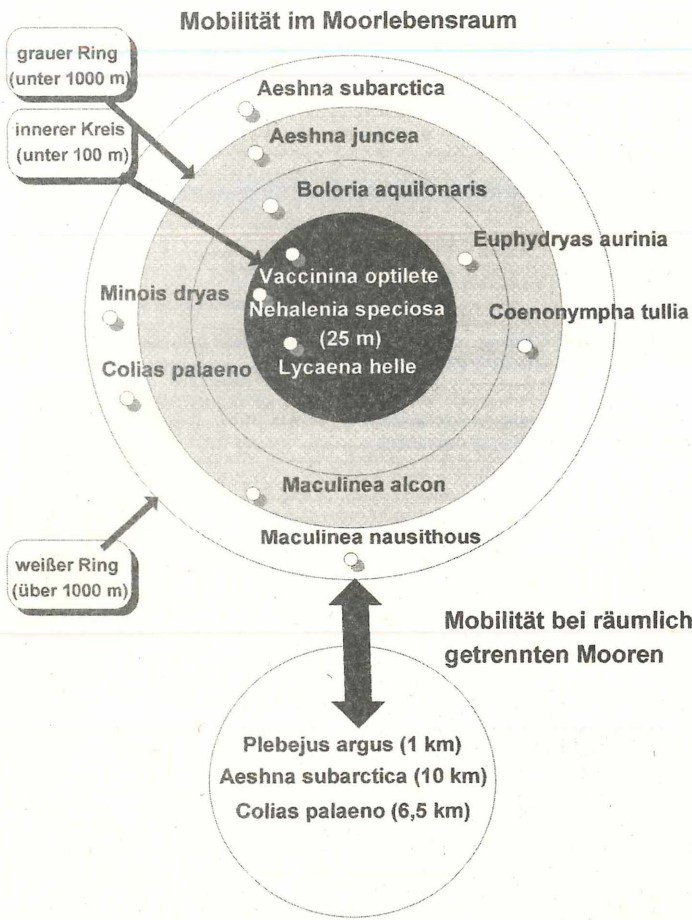 Mobilität im Moorlebensraum
grauer Ring
(unter 1000 m)
innerer Kreis
(unter 100 m)
Aeshna subarctica
Aeshna juncea
Boloria aquilonaris
Euphydryas aurinia
Vaccinina optilete
Minois dryas
Nehalenia speciosa
(25 m)
Coenonympha tullia
Colias palaeno
Lycaena helle
Maculinea alcon
Maculinea nausithous
weißer Ring
(über 1000 m)
Mobilität bei räumlich
getrennten Mooren
Plebejus argus (1 km)
Aeshna subarctica (10 km)
Colias palaeno (6,5 km)